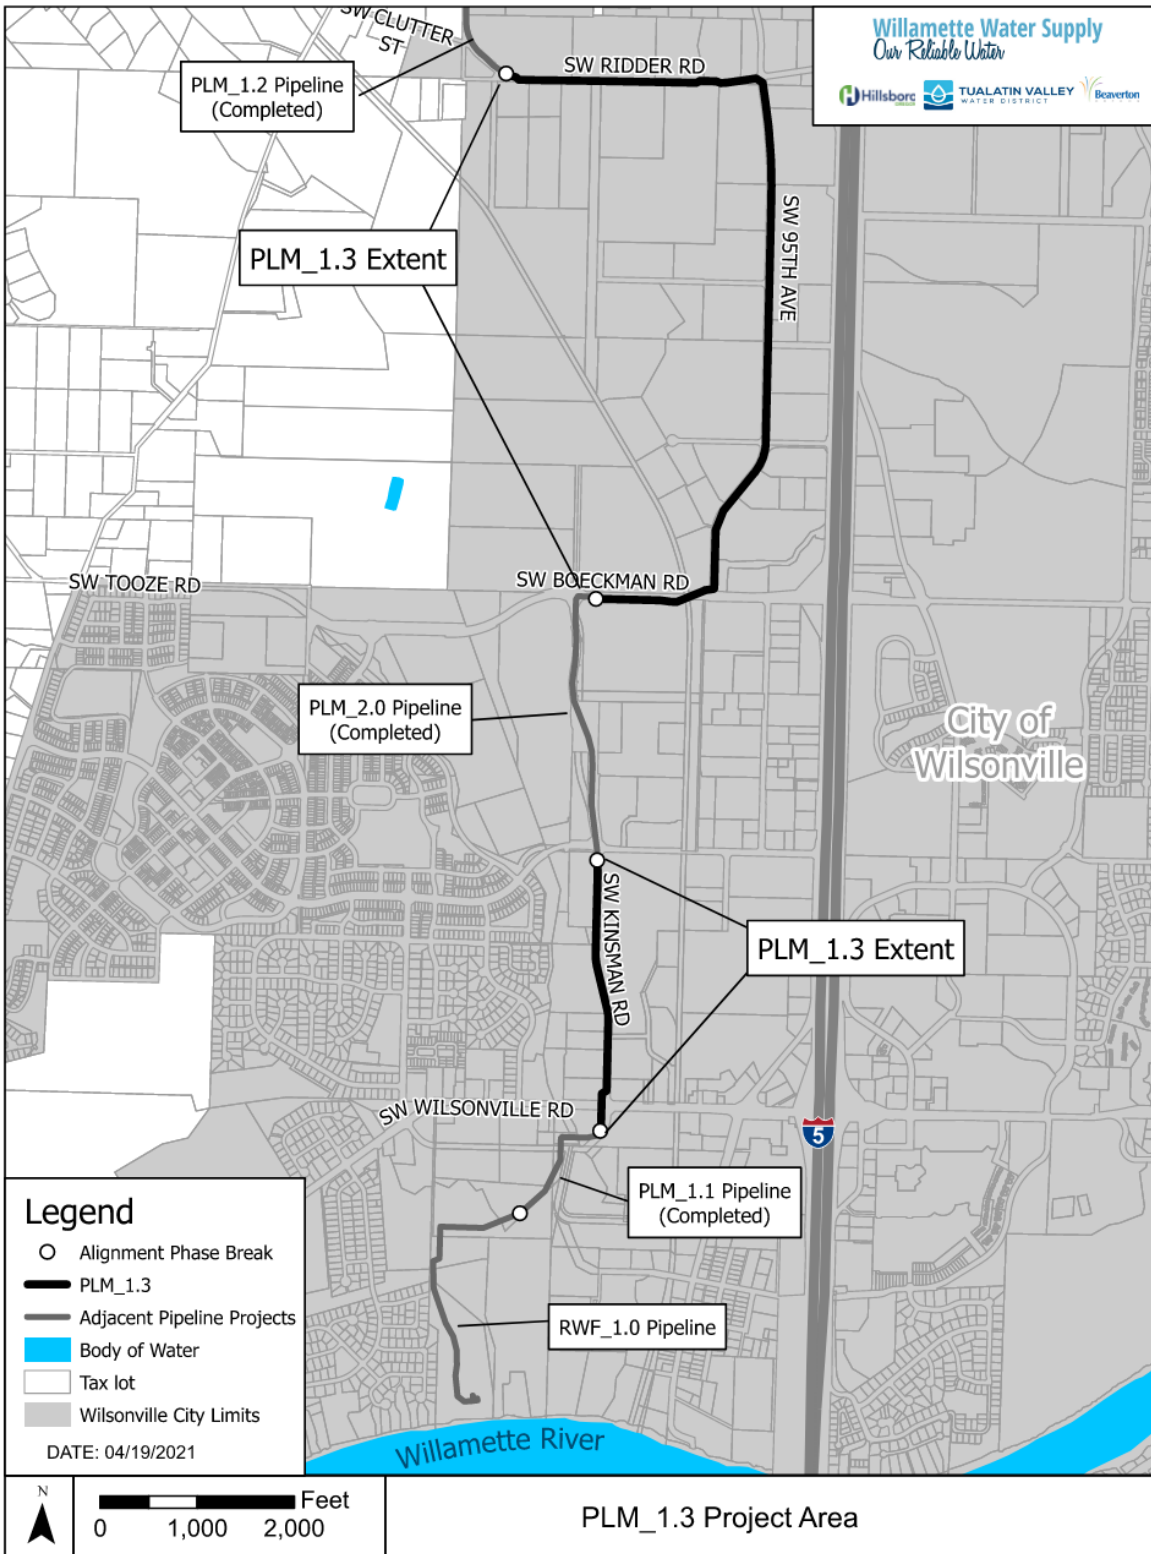 SW CLUTTER
ST
Willamette Water Supply
Our Reliable Water
Hillsboro
TUALATIN VALLEY
WATER DISTRICT
Beaverton
PLM_1.2 Pipeline
(Completed)
SW RIDDER RD
SW 95TH AVE
PLM_1.3 Extent
SW TOOZE RD
SW BOECKMAN RD
PLM_2.0 Pipeline
(Completed)
City of
Wilsonville
SW KINSMAN RD
PLM_1.3 Extent
SW WILSONVILLE RD
5
PLM_1.1 Pipeline
(Completed)
RWF_1.0 Pipeline
Willamette River
Legend
Alignment Phase Break
PLM_1.3
Adjacent Pipeline Projects
Body of Water
Tax lot
Wilsonville City Limits
DATE: 04/19/2021
N
Feet
0 1,000 2,000
PLM_1.3 Project Area